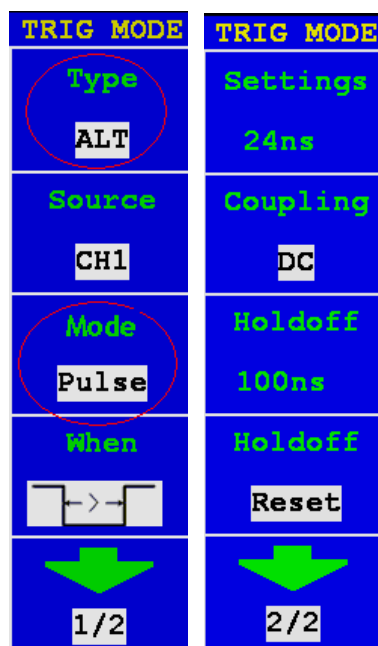 TRIG MODE
Type
ALT
Source
CH1
Mode
Pulse
When
>
1/2
TRIG MODE
Settings
24ns
Coupling
DC
Holdoff
100ns
Holdoff
Reset
2/2